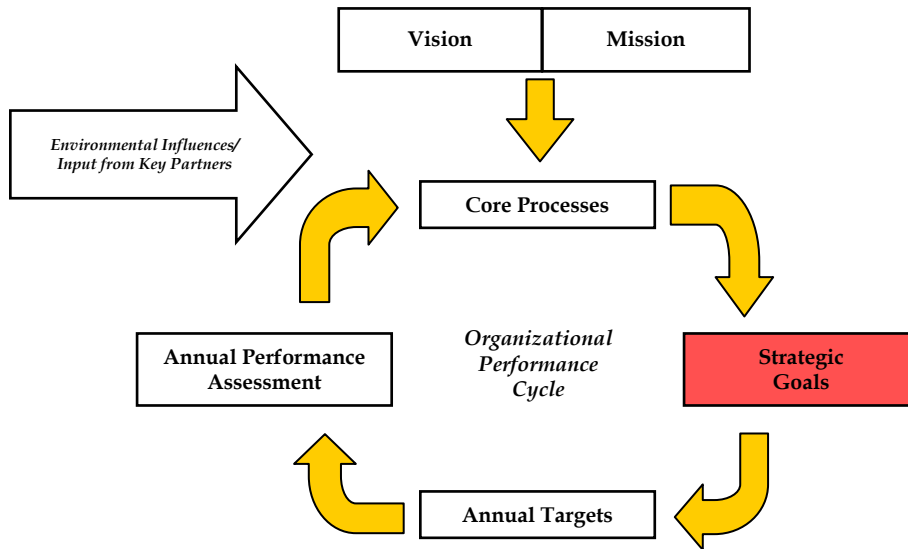 Vision
Mission
Environmental Influences/
Input from Key Partners
Core Processes
Annual Performance
Assessment
Organizational
Performance
Cycle
Strategic
Goals
Annual Targets